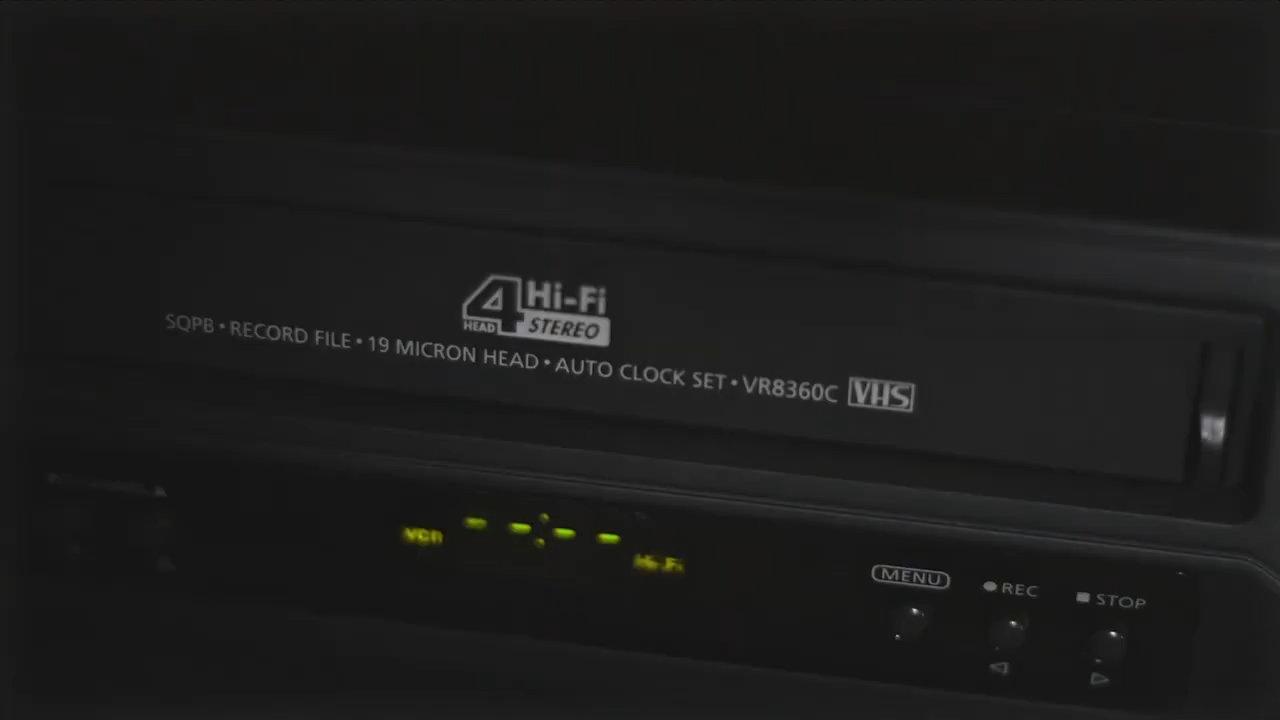 4 HEAD Hi-Fi STEREO
SQPB • RECORD FILE • 19 MICRON HEAD • AUTO CLOCK SET • VR8360C VHS
VCR --:-- Hi-Fi
MENU ● REC ■ STOP